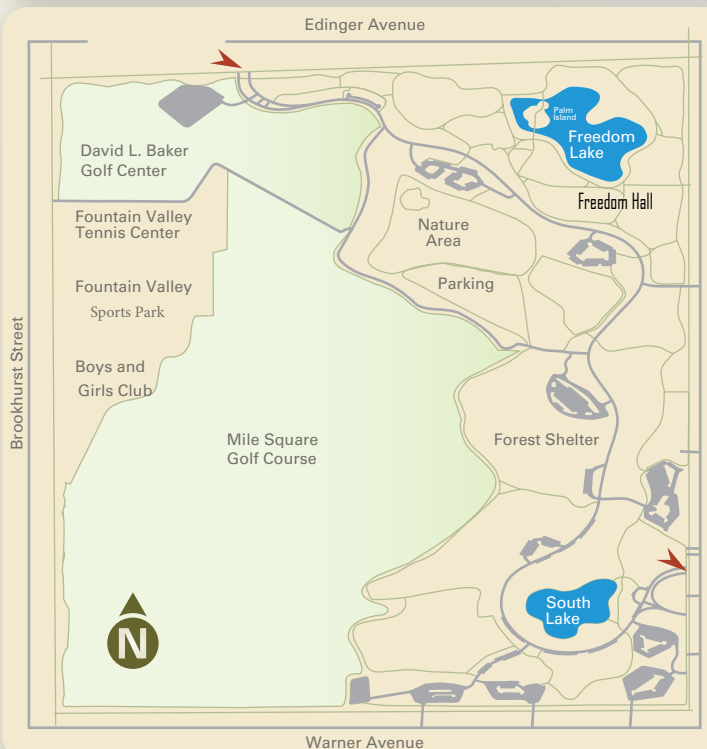 Edinger Avenue
Palm
Island
Freedom
Lake
David L. Baker
Golf Center
Freedom Hall
Fountain Valley
Tennis Center
Nature
Area
Fountain Valley
Sports Park
Parking
Boys and
Girls Club
Brookhurst Street
Mile Square
Golf Course
Forest Shelter
South
Lake
N
Warner Avenue